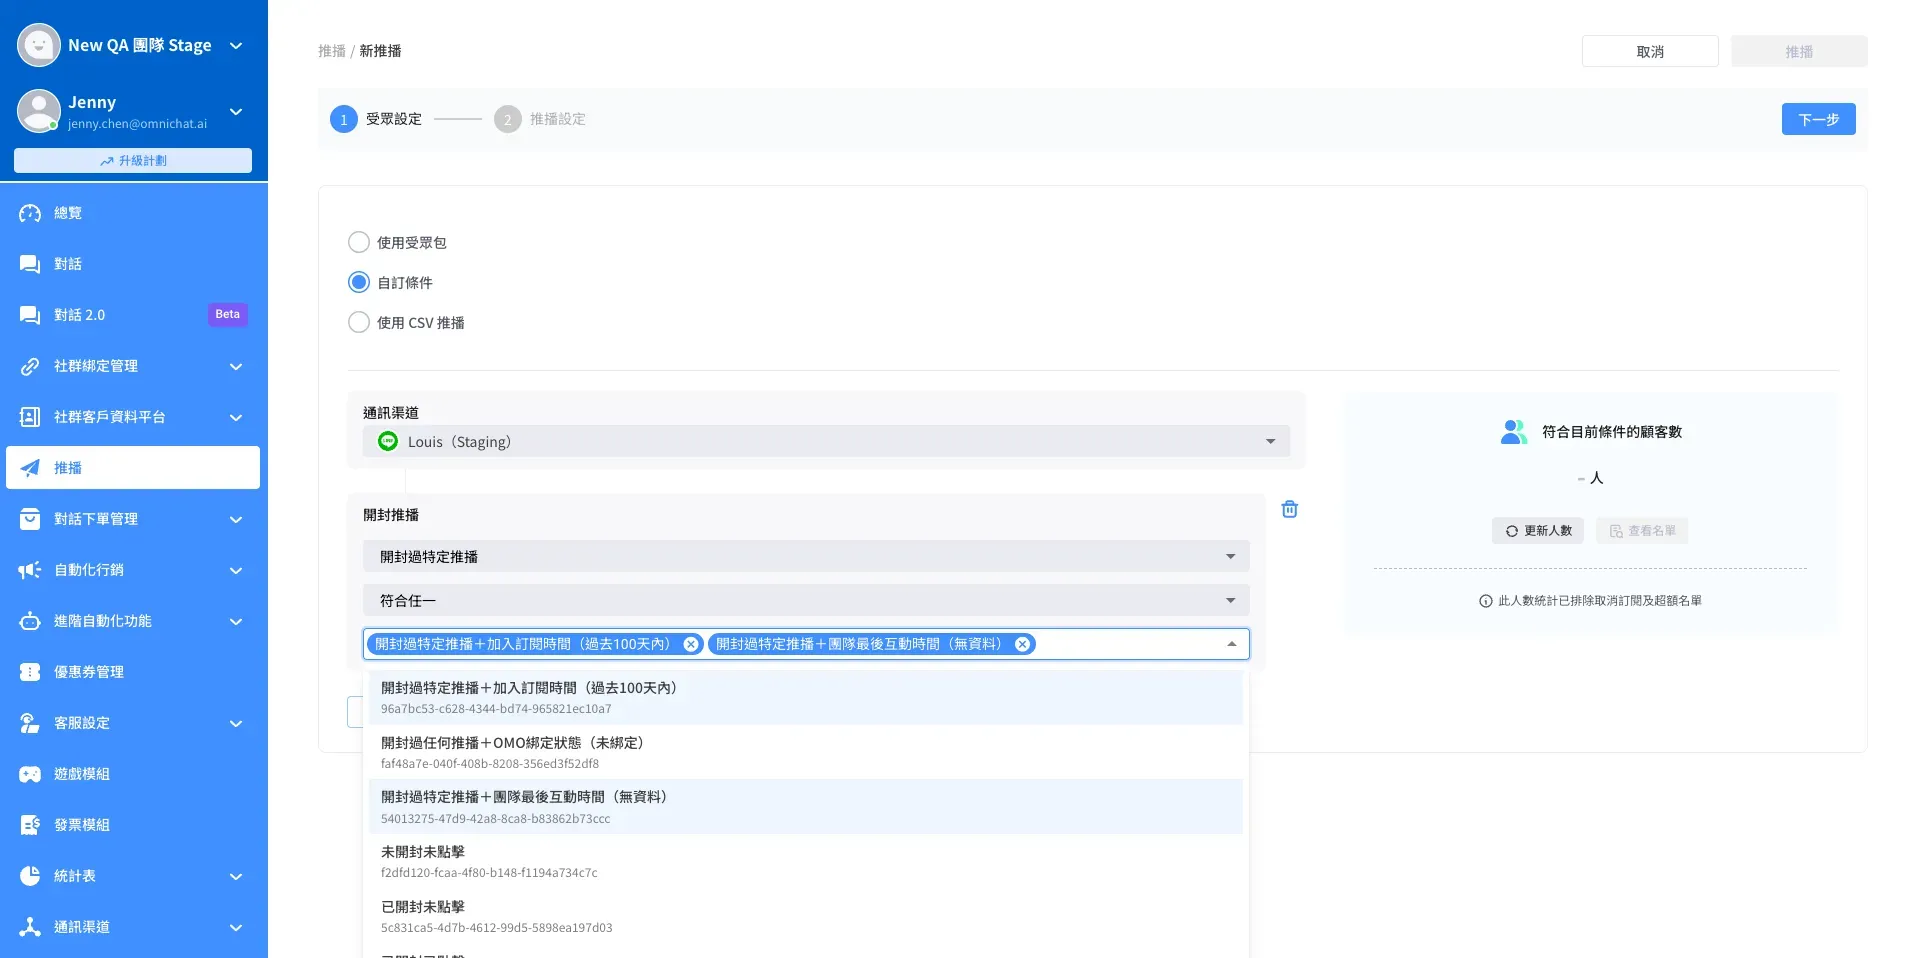 New QA 團隊 Stage
Jenny
jenny.chen@omnichat.ai
升級計劃
總覽
對話
對話 2.0
Beta
社群綁定管理
社群客戶資料平台
推播
對話下單管理
自動化行銷
進階自動化功能
優惠券管理
客服設定
遊戲模組
發票模組
統計表
通訊渠道
推播 / 新推播
取消
推播
1 受眾設定
2 推播設定
下一步
使用受眾包
自訂條件
使用 CSV 推播
通訊渠道
Louis（Staging）
開封推播
開封過特定推播
符合任一
開封過特定推播＋加入訂閱時間（過去100天內） 開封過特定推播＋團隊最後互動時間（無資料）
開封過特定推播＋加入訂閱時間（過去100天內）
96a7bc53-c628-4344-bd74-965821ec10a7
開封過任何推播＋OMO綁定狀態（未綁定）
faf48a7e-040f-408b-8208-356ed3f52df8
開封過特定推播＋團隊最後互動時間（無資料）
54013275-47d9-42a8-8ca8-b83862b73ccc
未開封未點擊
f2dfd120-fcaa-4f80-b148-f1194a734c7c
已開封未點擊
5c831ca5-4d7b-4612-99d5-5898ea197d03
符合目前條件的顧客數
– 人
更新人數
查看名單
此人數統計已排除取消訂閱及超額名單